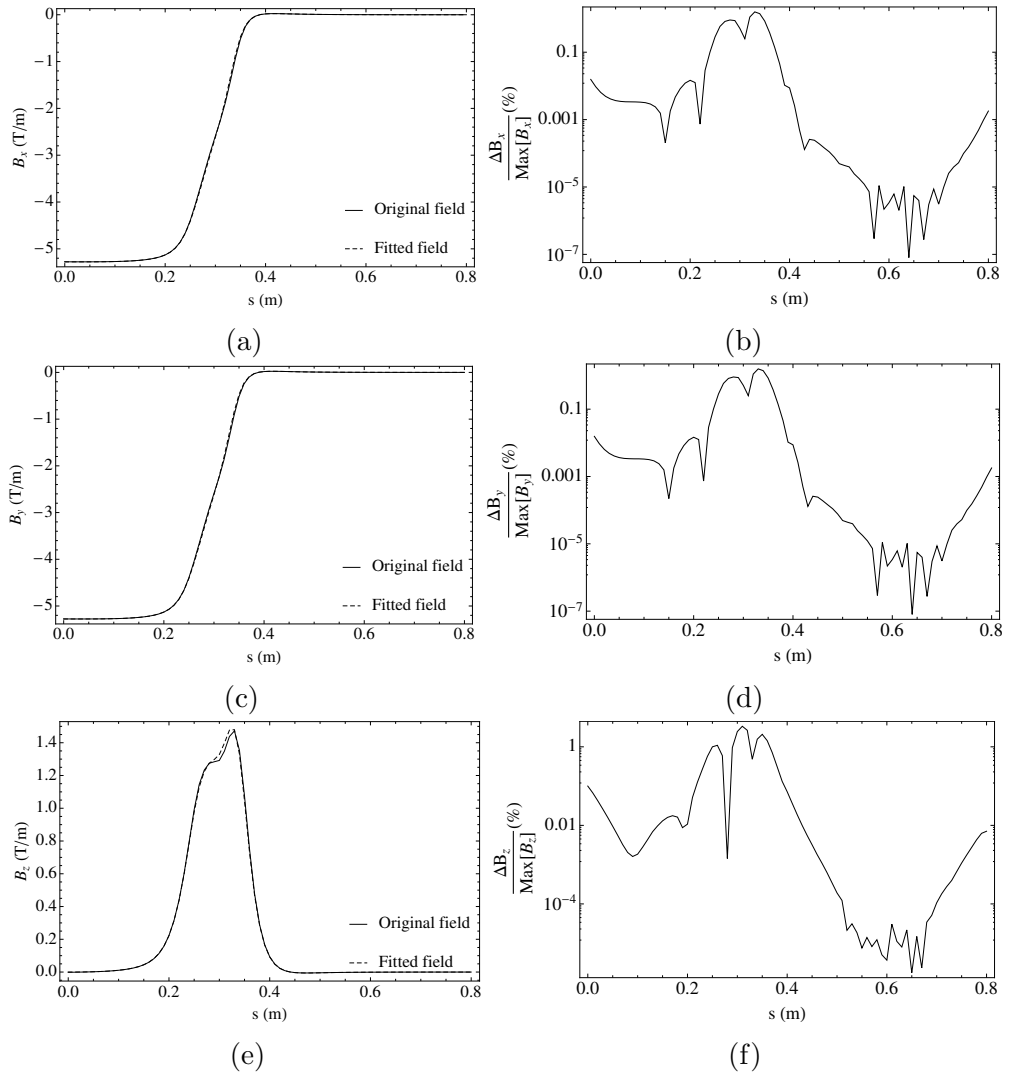 B_x (T/m)
0
−1
−2
−3
−4
−5
Original field
Fitted field
0.0 0.2 0.4 0.6 0.8
s (m)
(a)
ΔB_x / Max[B_x] (%)
0.1
0.001
10^−5
10^−7
0.0 0.2 0.4 0.6 0.8
s (m)
(b)
B_y (T/m)
0
−1
−2
−3
−4
−5
Original field
Fitted field
0.0 0.2 0.4 0.6 0.8
s (m)
(c)
ΔB_y / Max[B_y] (%)
0.1
0.001
10^−5
10^−7
0.0 0.2 0.4 0.6 0.8
s (m)
(d)
B_z (T/m)
1.4
1.2
1.0
0.8
0.6
0.4
0.2
0.0
Original field
Fitted field
0.0 0.2 0.4 0.6 0.8
s (m)
(e)
ΔB_z / Max[B_z] (%)
1
0.01
10^−4
0.0 0.2 0.4 0.6 0.8
s (m)
(f)